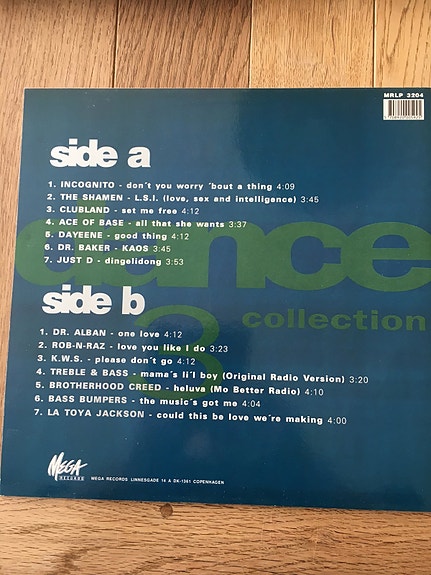 MRLP 3204
side a
1. INCOGNITO - don´t you worry ´bout a thing 4:09
2. THE SHAMEN - L.S.I. (love, sex and intelligence) 3:45
3. CLUBLAND - set me free 4:12
4. ACE OF BASE - all that she wants 3:37
5. DAYEENE - good thing 4:12
6. DR. BAKER - KAOS 4:15
7. JUST D - dingelidong 3:53
dance
side b
collection
3
1. DR. ALBAN - one love 4:12
2. ROB-N-RAZ - love you like I do 3:23
3. K.W.S. - please don´t go 4:12
4. TREBLE & BASS - mama´s li´l boy (Original Radio Version) 3:20
5. BROTHERHOOD CREED - heluva (Mo Better Radio) 4:10
6. BASS BUMPERS - the music´s got me 4:04
7. LA TOYA JACKSON - could this be love we´re making 4:00
MEGA
RECORDS
MEGA RECORDS LINNESGADE 14 A DK-1361 COPENHAGEN